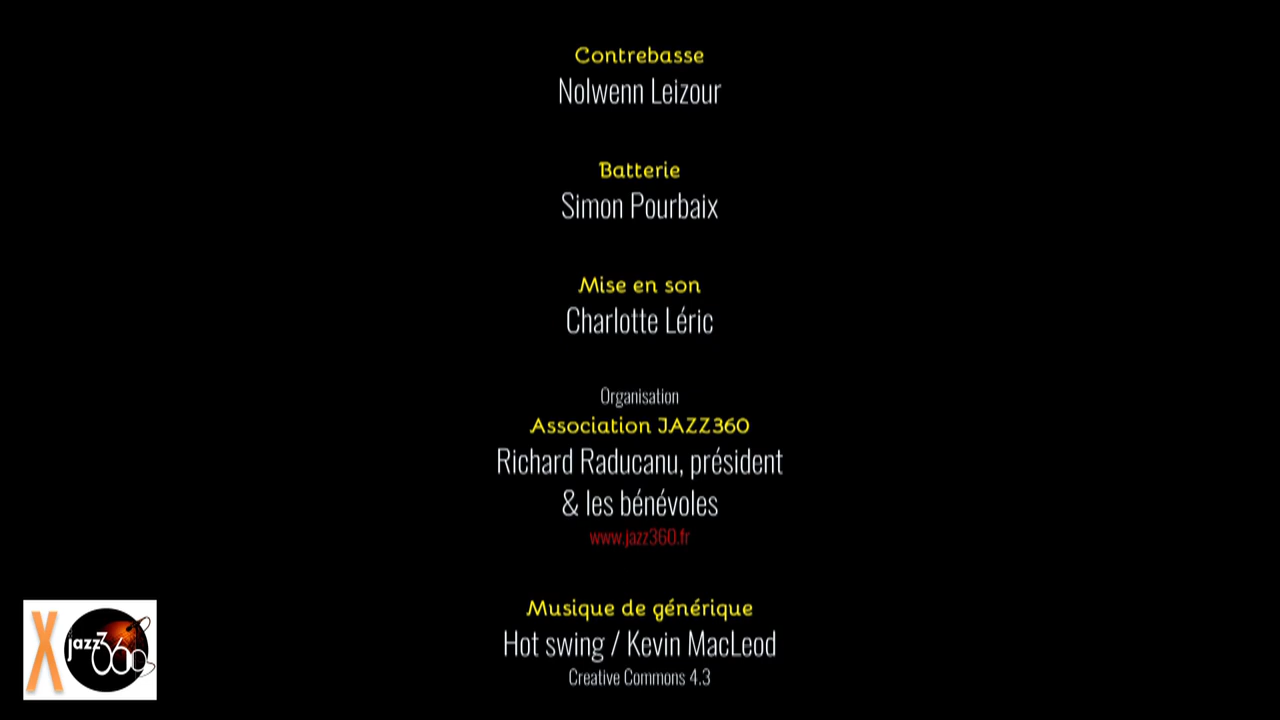 Contrebasse
Nolwenn Leizour
Batterie
Simon Pourbaix
Mise en son
Charlotte Léric
Organisation
Association JAZZ360
Richard Raducanu, président
& les bénévoles
www.jazz360.fr
Musique de générique
Hot swing / Kevin MacLeod
Creative Commons 4.3
X jazz360